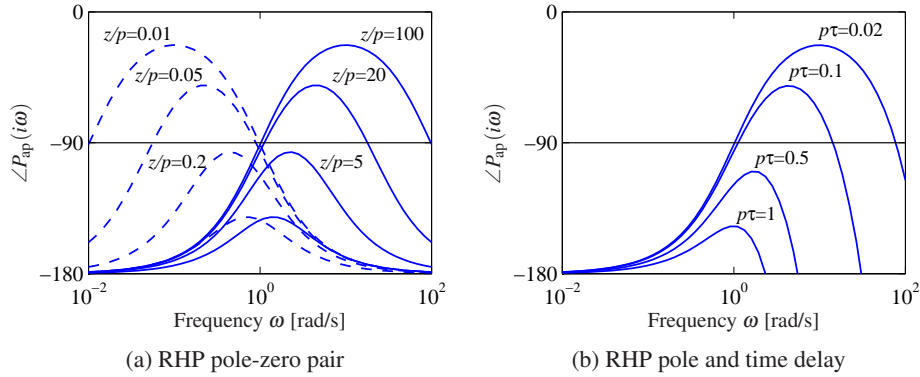 0
z/p=0.01
z/p=100
z/p=0.05
z/p=20
∠P_ap(iω)
−90
z/p=0.2
z/p=5
−180
10^−2
10^0
10^2
Frequency ω [rad/s]
(a) RHP pole-zero pair
0
pτ=0.02
pτ=0.1
∠P_ap(iω)
−90
pτ=0.5
pτ=1
−180
10^−2
10^0
10^2
Frequency ω [rad/s]
(b) RHP pole and time delay